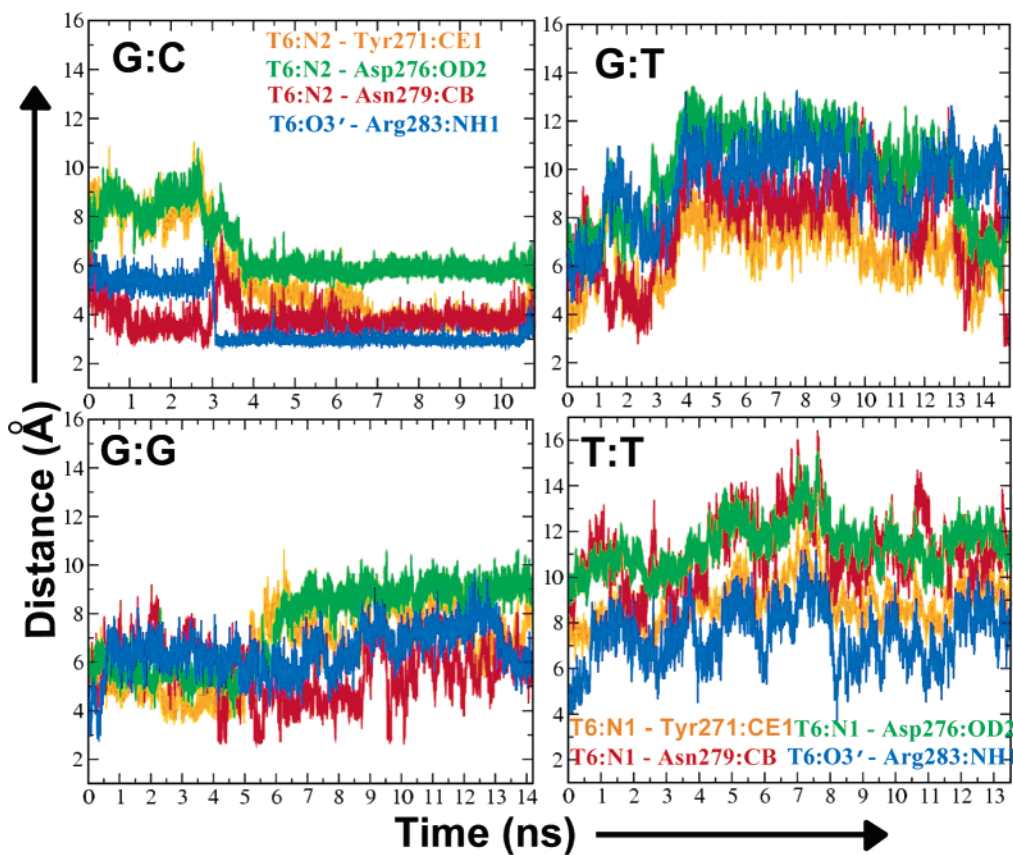 G:C
T6:N2 - Tyr271:CE1
T6:N2 - Asp276:OD2
T6:N2 - Asn279:CB
T6:O3′ - Arg283:NH1
16
14
12
10
8
6
4
2
0 1 2 3 4 5 6 7 8 9 10
G:T
16
14
12
10
8
6
4
2
0 1 2 3 4 5 6 7 8 9 10 11 12 13 14
G:G
16
14
12
10
8
6
4
2
0 1 2 3 4 5 6 7 8 9 10 11 12 13 14
T:T
16
14
12
10
8
6
4
2
T6:N1 - Tyr271:CE1 T6:N1 - Asp276:OD2
T6:N1 - Asn279:CB T6:O3′ - Arg283:NH1
0 1 2 3 4 5 6 7 8 9 10 11 12 13
Distance (Å)
Time (ns)